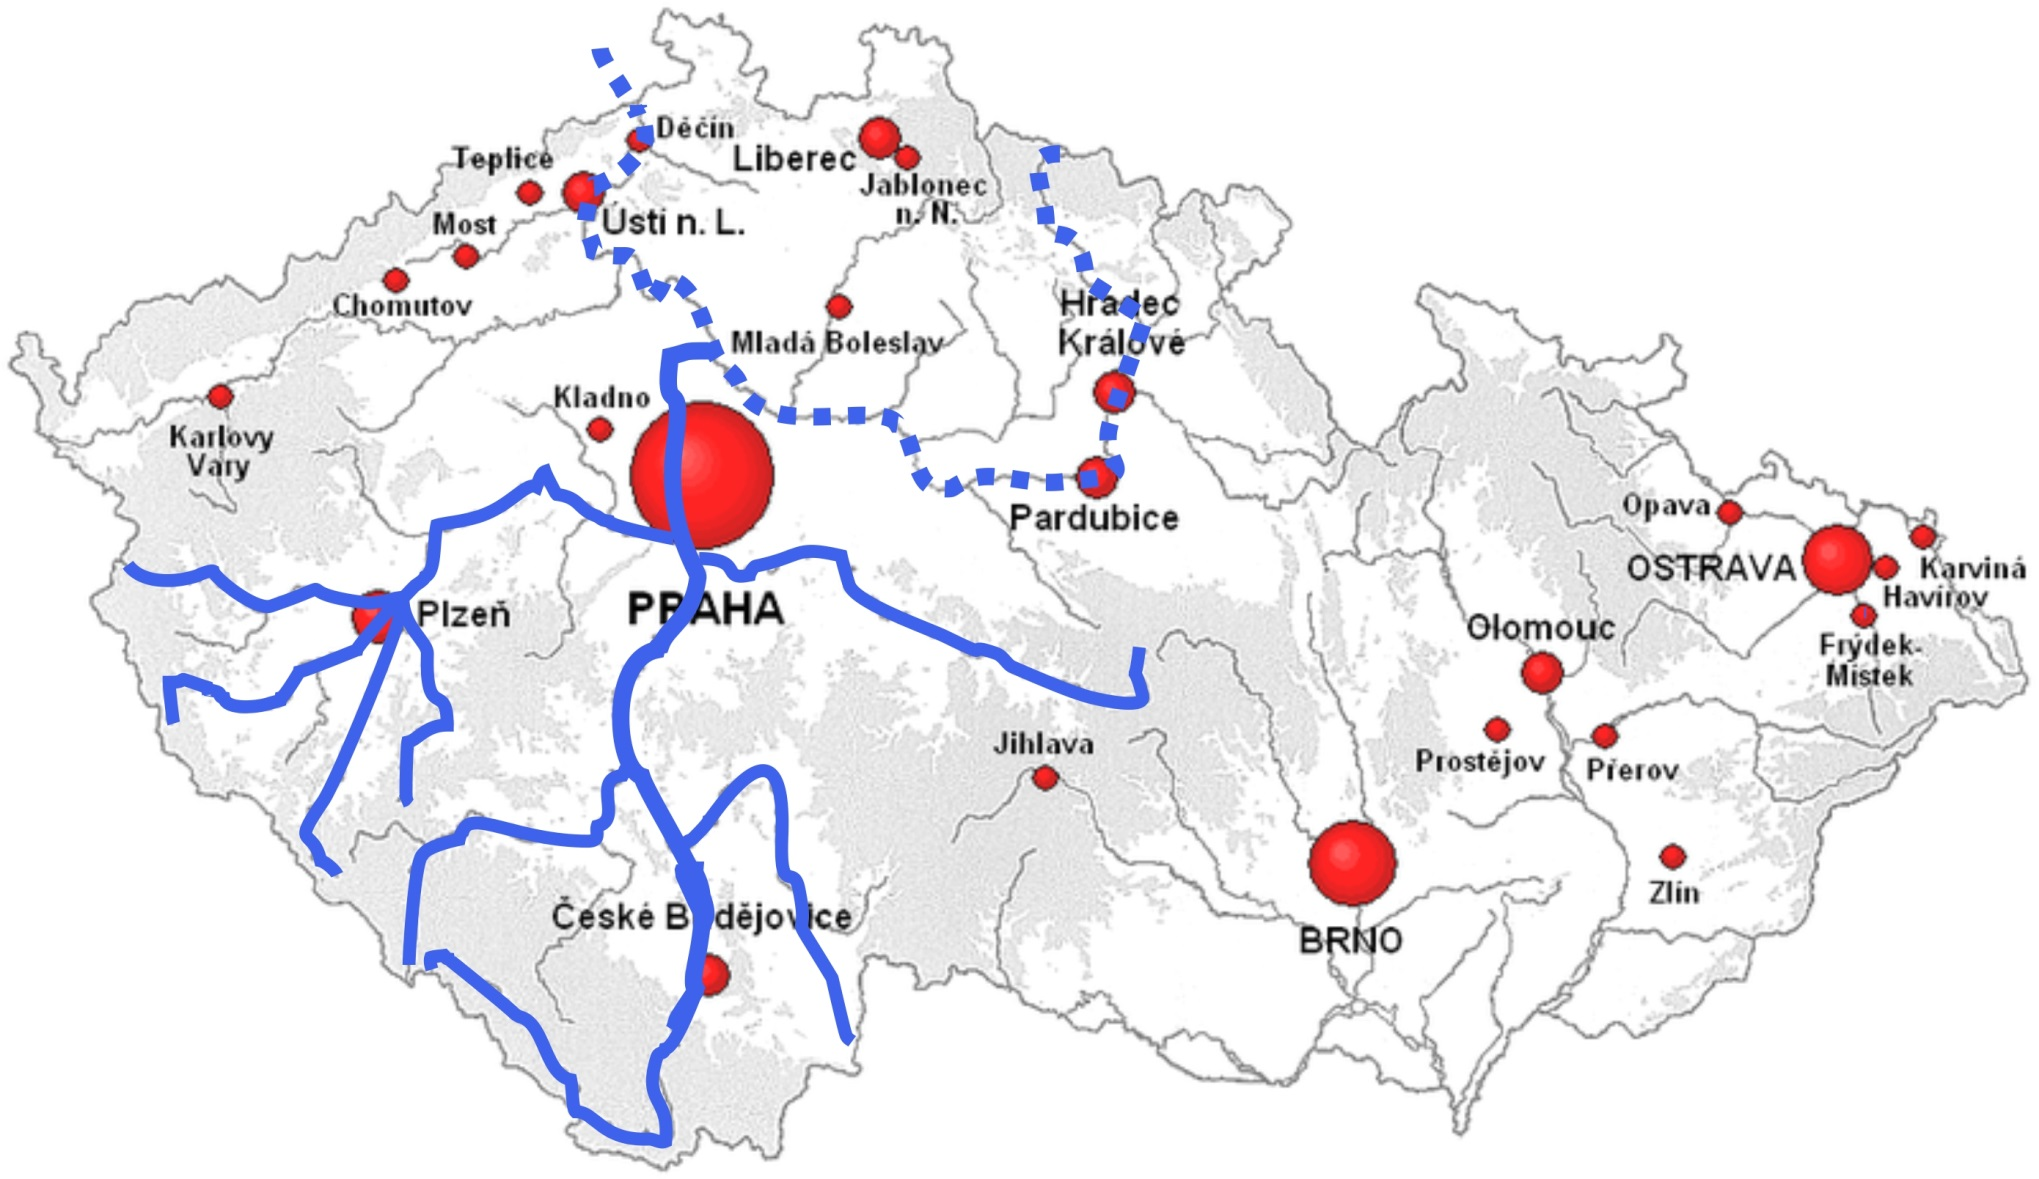 Děčín
Teplice
Liberec
Jablonec
n. N.
Ústí n. L.
Most
Chomutov
Hradec
Králové
Mladá Boleslav
Kladno
Karlovy
Vary
Pardubice
Opava
OSTRAVA
Karviná
Havířov
PRAHA
Plzeň
Olomouc
Frýdek-
Místek
Jihlava
Prostějov
Přerov
Zlín
České Budějovice
BRNO